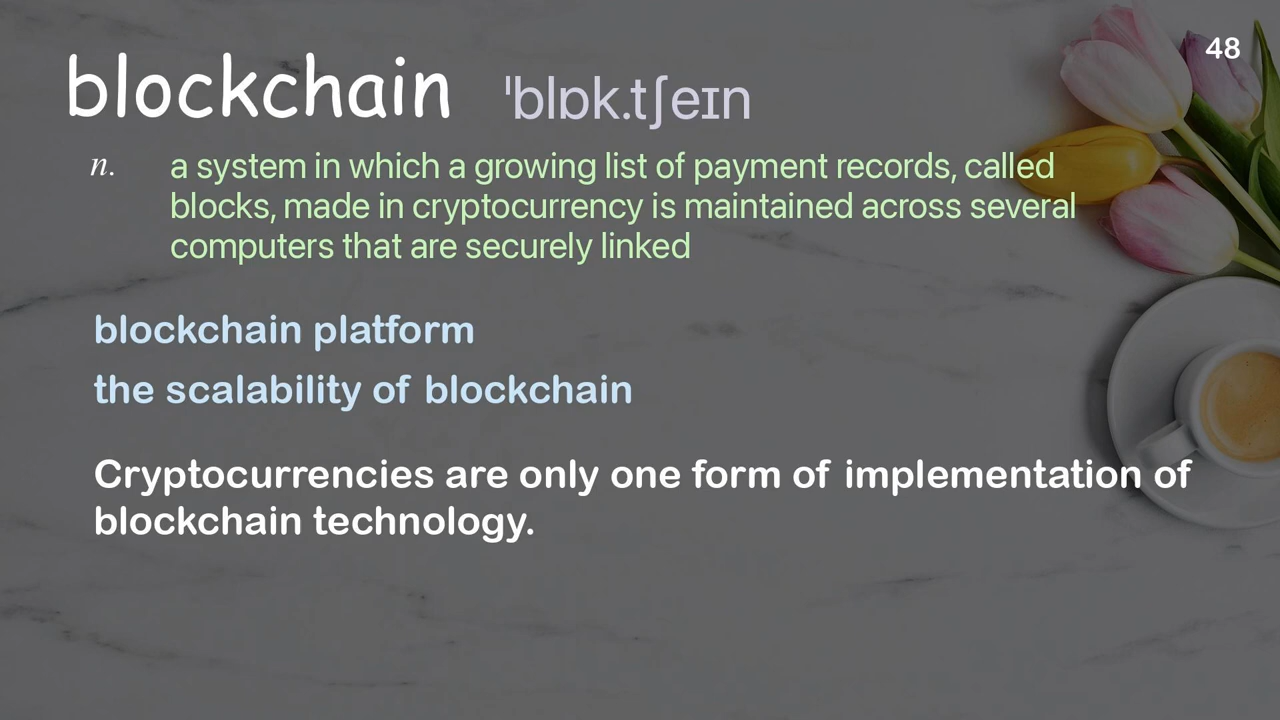 48
blockchain ˈblɒk.tʃeɪn
n. a system in which a growing list of payment records, called
blocks, made in cryptocurrency is maintained across several
computers that are securely linked
blockchain platform
the scalability of blockchain
Cryptocurrencies are only one form of implementation of
blockchain technology.